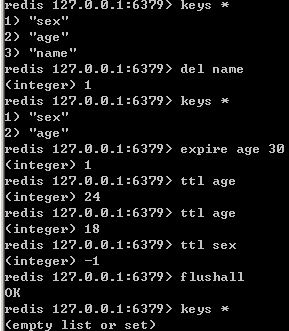 redis 127.0.0.1:6379> keys *
1) "sex"
2) "age"
3) "name"
redis 127.0.0.1:6379> del name
(integer) 1
redis 127.0.0.1:6379> keys *
1) "sex"
2) "age"
redis 127.0.0.1:6379> expire age 30
(integer) 1
redis 127.0.0.1:6379> ttl age
(integer) 24
redis 127.0.0.1:6379> ttl age
(integer) 18
redis 127.0.0.1:6379> ttl sex
(integer) -1
redis 127.0.0.1:6379> flushall
OK
redis 127.0.0.1:6379> keys *
(empty list or set)